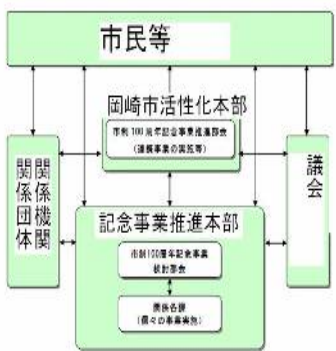 市民等
岡崎市活性化本部
市制100周年記念事業推進部会
(連携事業の実施等)
関係機関
関係団体
議会
記念事業推進本部
市制100周年記念事業
検討部会
関係各課
(個々の事業実施)